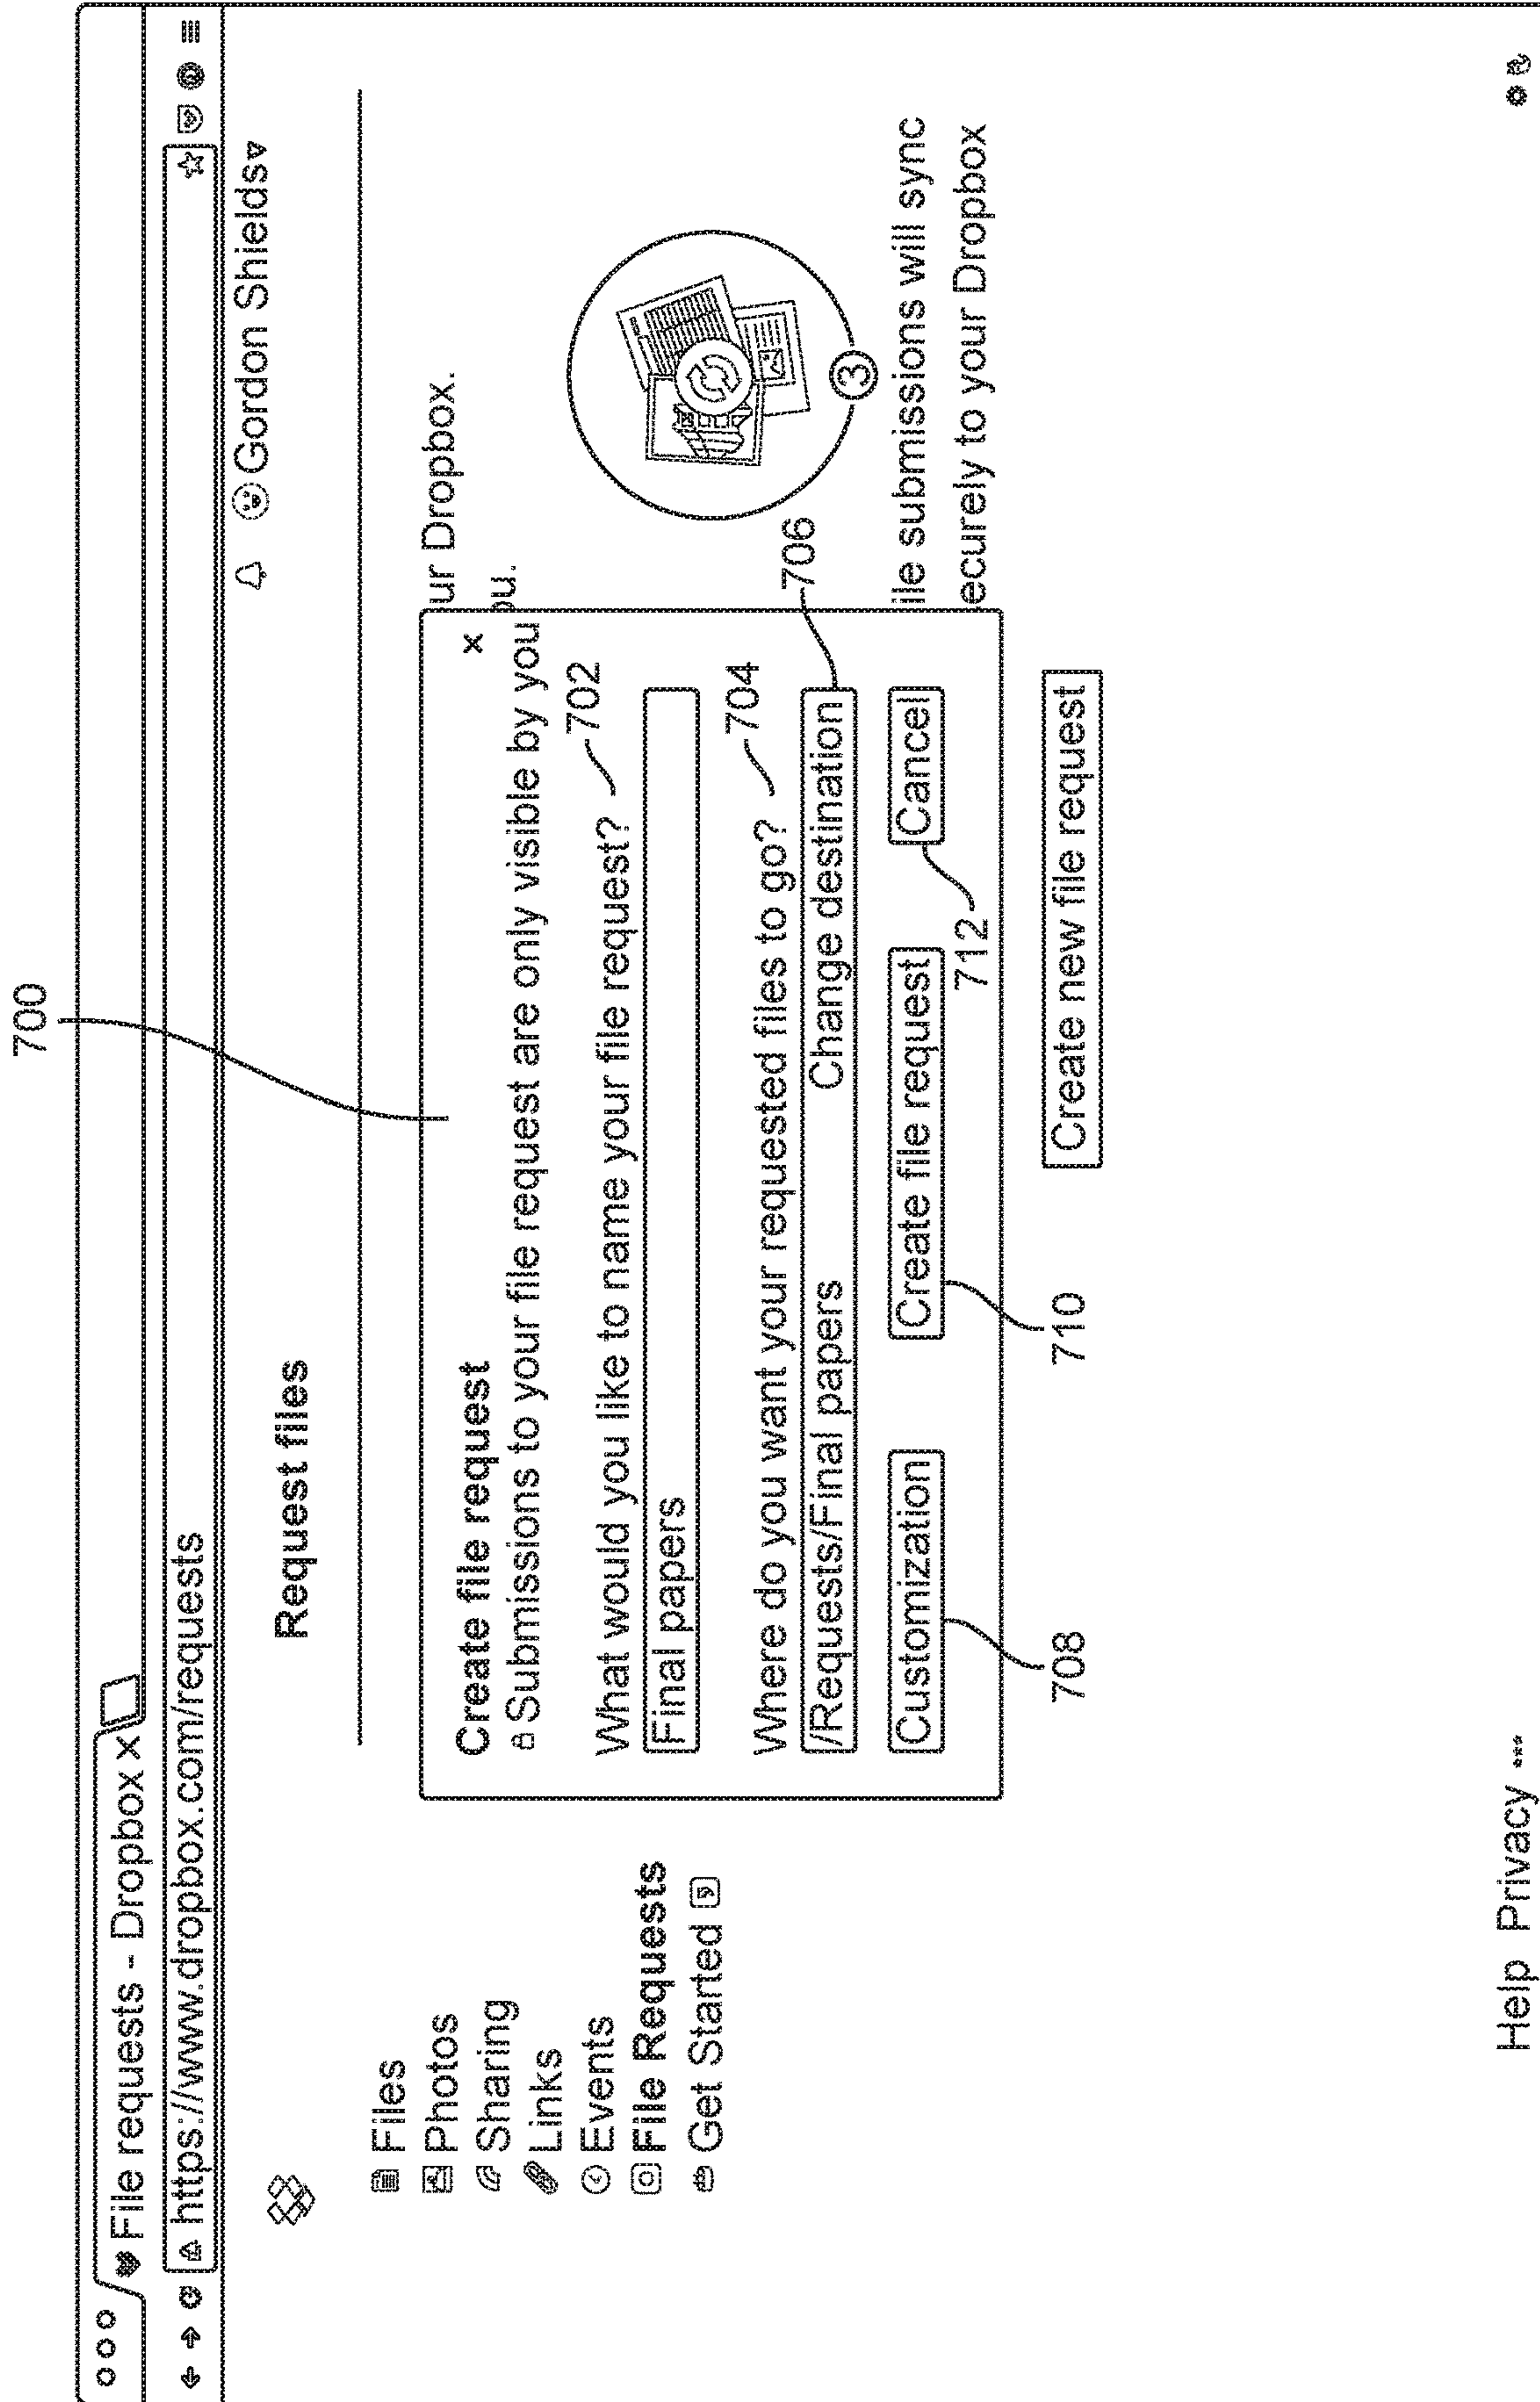 700
File requests - Dropbox X
https://www.dropbox.com/requests
Gordon Shields
Request files
Files
Photos
Sharing
Links
Events
File Requests
Get Started
ur Dropbox.
ou.
Create file request
x
Submissions to your file request are only visible by you
What would you like to name your file request?
702
Final papers
Where do you want your requested files to go?
704
/Requests/Final papers Change destination
706
Customization Create file request Cancel
708
710
712
3
ile submissions will sync
ecurely to your Dropbox
Create new file request
Help Privacy •••